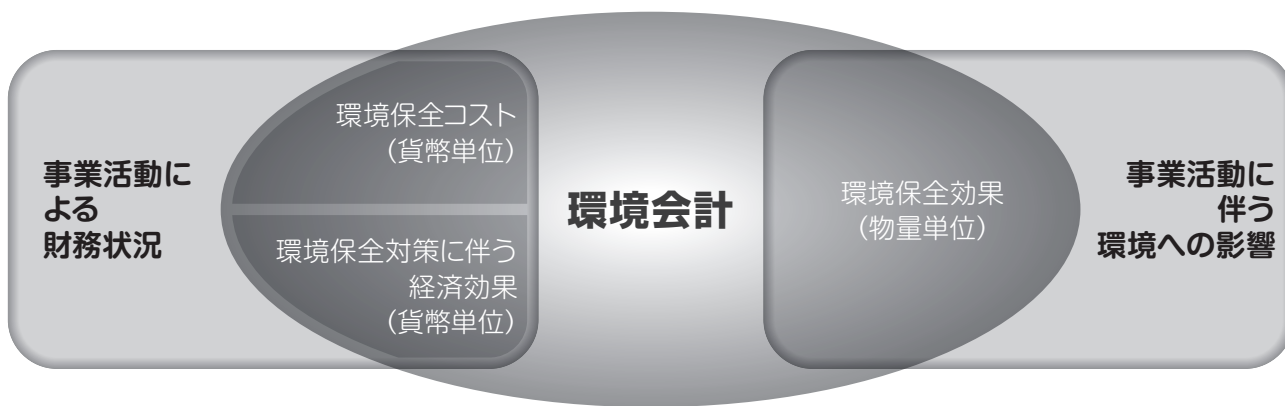 事業活動に
よる
財務状況
環境保全コスト
（貨幣単位）
環境保全対策に伴う
経済効果
（貨幣単位）
環境会計
環境保全効果
（物量単位）
事業活動に
伴う
環境への影響